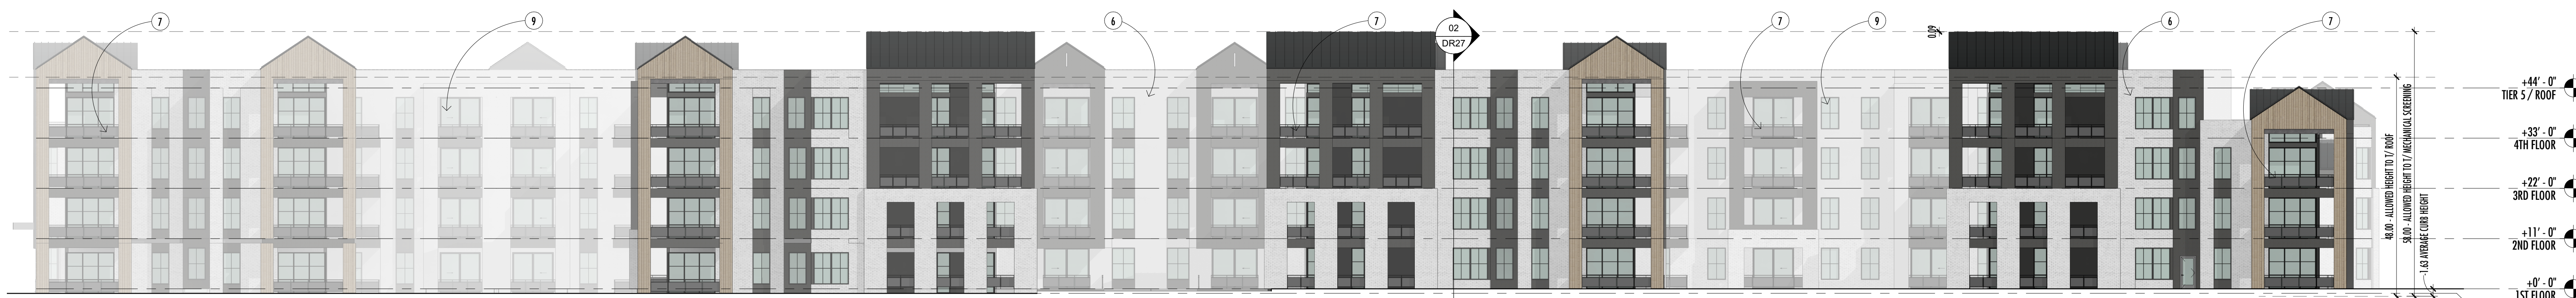 7
9
6
7
02
DR27
7
9
6
7
0.09
+44' - 0"
TIER 5 / ROOF
+33' - 0"
4TH FLOOR
+22' - 0"
3RD FLOOR
+11' - 0"
2ND FLOOR
+0' - 0"
1ST FLOOR
48.00 - ALLOWED HEIGHT TO T/ ROOF
58.00 - ALLOWED HEIGHT TO T/ MECHANICAL SCREENING
-1.63 AVERAGE CURB HEIGHT